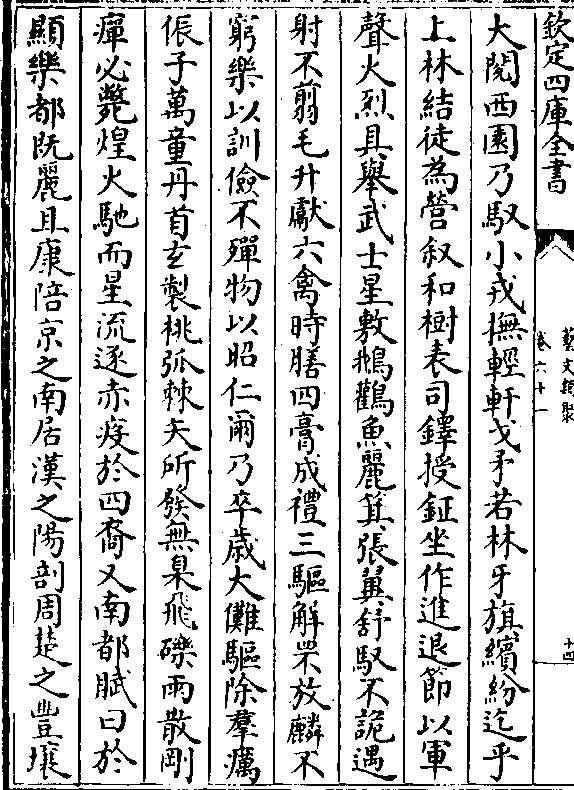 欽定四庫全書
藝文類聚
卷六十一
十四
大閱西園乃馭小戎撫輕軒戈矛若林牙旗繽紛迄乎
上林結徒為營叙和樹表司鐸授鉦坐作進退節以軍
聲火烈具舉武士星敷鵝鸛魚麗箕張翼舒馭不詭遇
射不翦毛升獻六禽時膳四膏成禮三驅解罘放麟不
窮樂以訓儉不殫物以昭仁爾乃卒歲大儺驅除羣癘
侲子萬童丹首玄製桃弧棘矢所發無臬飛礫雨散剛
癉必斃煌火馳而星流逐赤疫於四裔又南都賦曰於
顯樂都既麗且康陪京之南居漢之陽剖周楚之豐壤